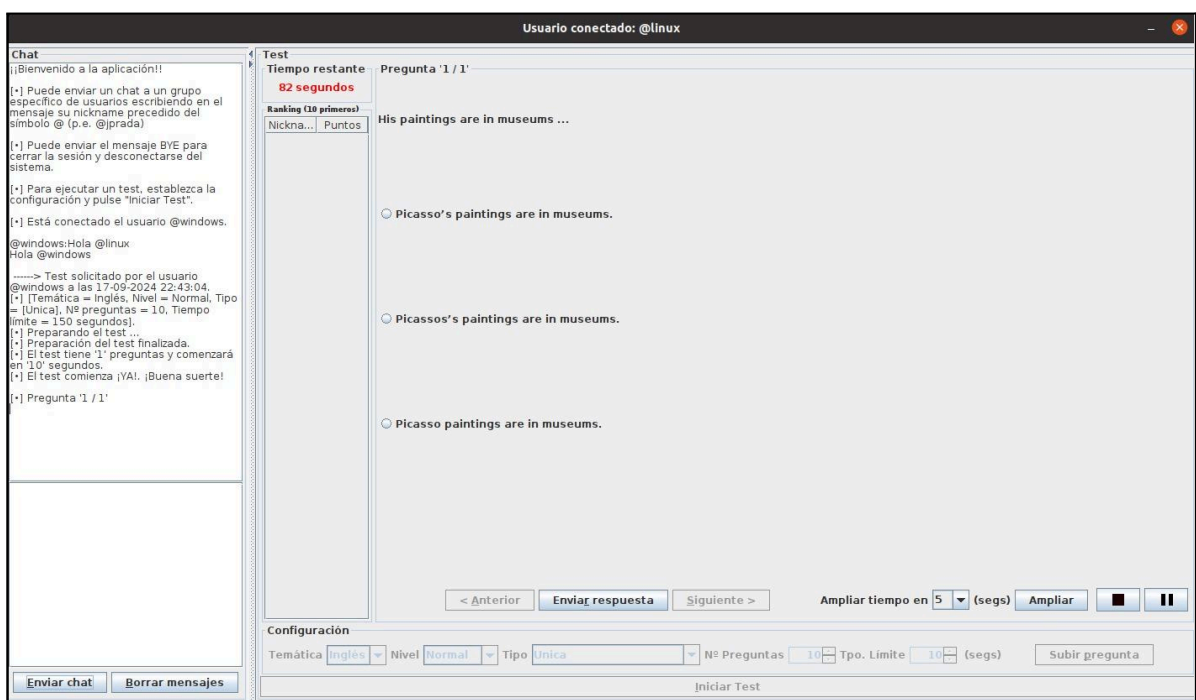 Usuario conectado: @linux
Chat
¡¡Bienvenido a la aplicación!!
[•] Puede enviar un chat a un grupo
específico de usuarios escribiendo en el
mensaje su nickname precedido del
símbolo @ (p.e. @jprada)
[•] Puede enviar el mensaje BYE para
cerrar la sesión y desconectarse del
sistema.
[•] Para ejecutar un test, establezca la
configuración y pulse "Iniciar Test".
[•] Está conectado el usuario @windows.
@windows:Hola @linux
Hola @windows
------> Test solicitado por el usuario
@windows a las 17-09-2024 22:43:04.
[•] [Temática = Inglés, Nivel = Normal, Tipo
= [Unica], Nº preguntas = 10, Tiempo
límite = 150 segundos].
[•] Preparando el test ...
[•] Preparación del test finalizada.
[•] El test tiene '1' preguntas y comenzará
en '10' segundos.
[•] El test comienza ¡YA!. ¡Buena suerte!
[•] Pregunta '1 / 1'
Enviar chat Borrar mensajes
Test
Tiempo restante
82 segundos
Ranking (10 primeros)
Nickna... Puntos
Pregunta '1 / 1'
His paintings are in museums ...
Picasso’s paintings are in museums.
Picassos’s paintings are in museums.
Picasso paintings are in museums.
< Anterior Enviar respuesta Siguiente > Ampliar tiempo en 5 (segs) Ampliar
Configuración
Temática Inglés Nivel Normal Tipo Unica Nº Preguntas 10 Tpo. Límite 10 (segs) Subir pregunta
Iniciar Test